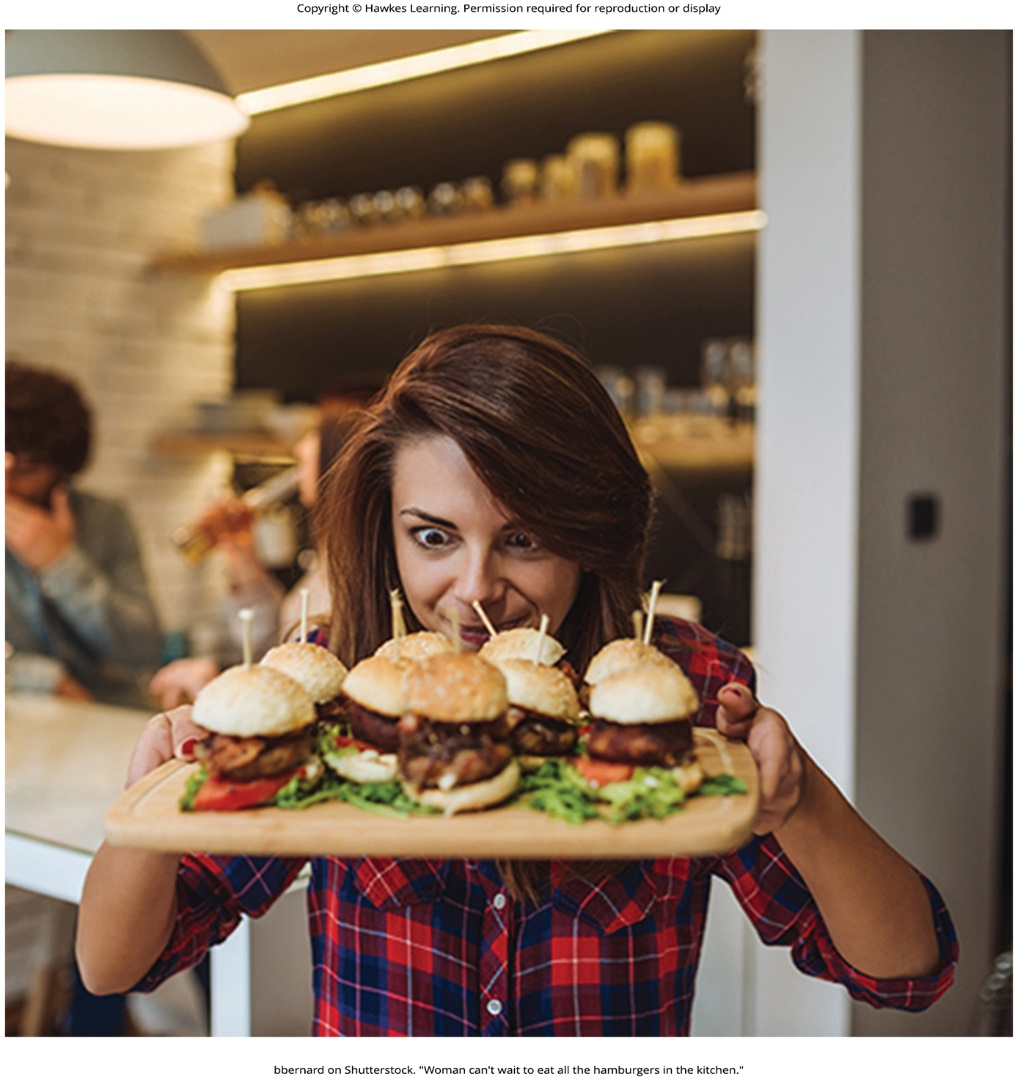 Copyright © Hawkes Learning. Permission required for reproduction or display
bbernard on Shutterstock. "Woman can't wait to eat all the hamburgers in the kitchen."